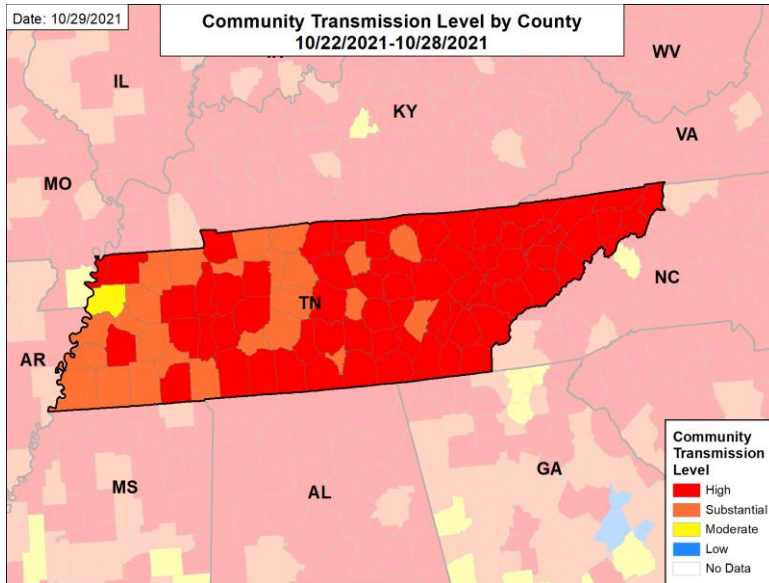 Date: 10/29/2021
Community Transmission Level by County
10/22/2021-10/28/2021
WV
IL
KY
VA
MO
NC
TN
AR
GA
MS
AL
Community
Transmission
Level
High
Substantial
Moderate
Low
No Data